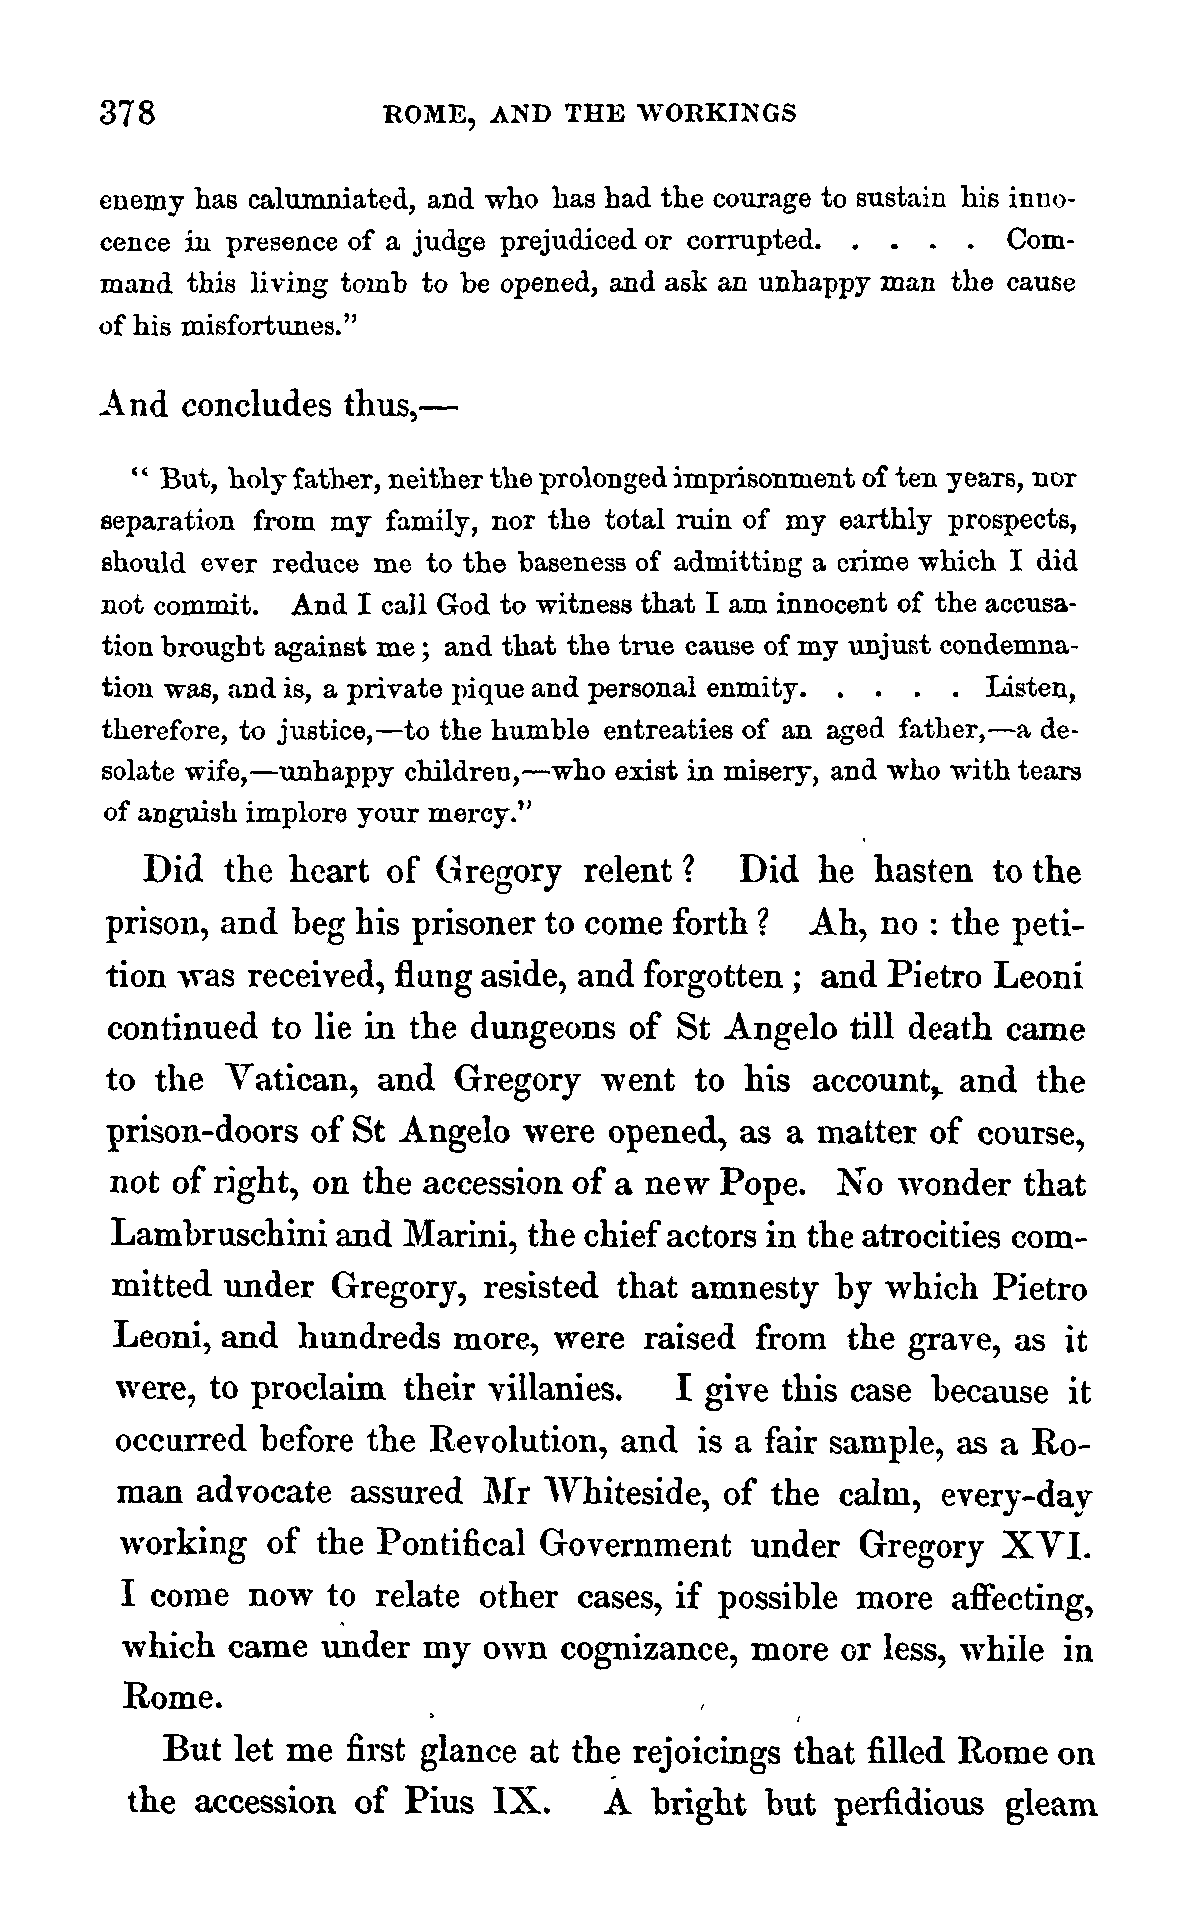 378 ROME, AND THE WORKINGS
enemy has calumniated, and who has had the courage to sustain his inno-
cence in presence of a judge prejudiced or corrupted. . . . . . Com-
mand this living tomb to be opened, and ask an unhappy man the cause
of his misfortunes."
And concludes thus,—
" But, holy father, neither the prolonged imprisonment of ten years, nor
separation from my family, nor the total ruin of my earthly prospects,
should ever reduce me to the baseness of admitting a crime which I did
not commit. And I call God to witness that I am innocent of the accusa-
tion brought against me ; and that the true cause of my unjust condemna-
tion was, and is, a private pique and personal enmity. . . . . . Listen,
therefore, to justice,—to the humble entreaties of an aged father,—a de-
solate wife,—unhappy children,—who exist in misery, and who with tears
of anguish implore your mercy."
Did the heart of Gregory relent ? Did he hasten to the
prison, and beg his prisoner to come forth ? Ah, no : the peti-
tion was received, flung aside, and forgotten ; and Pietro Leoni
continued to lie in the dungeons of St Angelo till death came
to the Vatican, and Gregory went to his account, and the
prison-doors of St Angelo were opened, as a matter of course,
not of right, on the accession of a new Pope. No wonder that
Lambruschini and Marini, the chief actors in the atrocities com-
mitted under Gregory, resisted that amnesty by which Pietro
Leoni, and hundreds more, were raised from the grave, as it
were, to proclaim their villanies. I give this case because it
occurred before the Revolution, and is a fair sample, as a Ro-
man advocate assured Mr Whiteside, of the calm, every-day
working of the Pontifical Government under Gregory XVI.
I come now to relate other cases, if possible more affecting,
which came under my own cognizance, more or less, while in
Rome.
But let me first glance at the rejoicings that filled Rome on
the accession of Pius IX. A bright but perfidious gleam